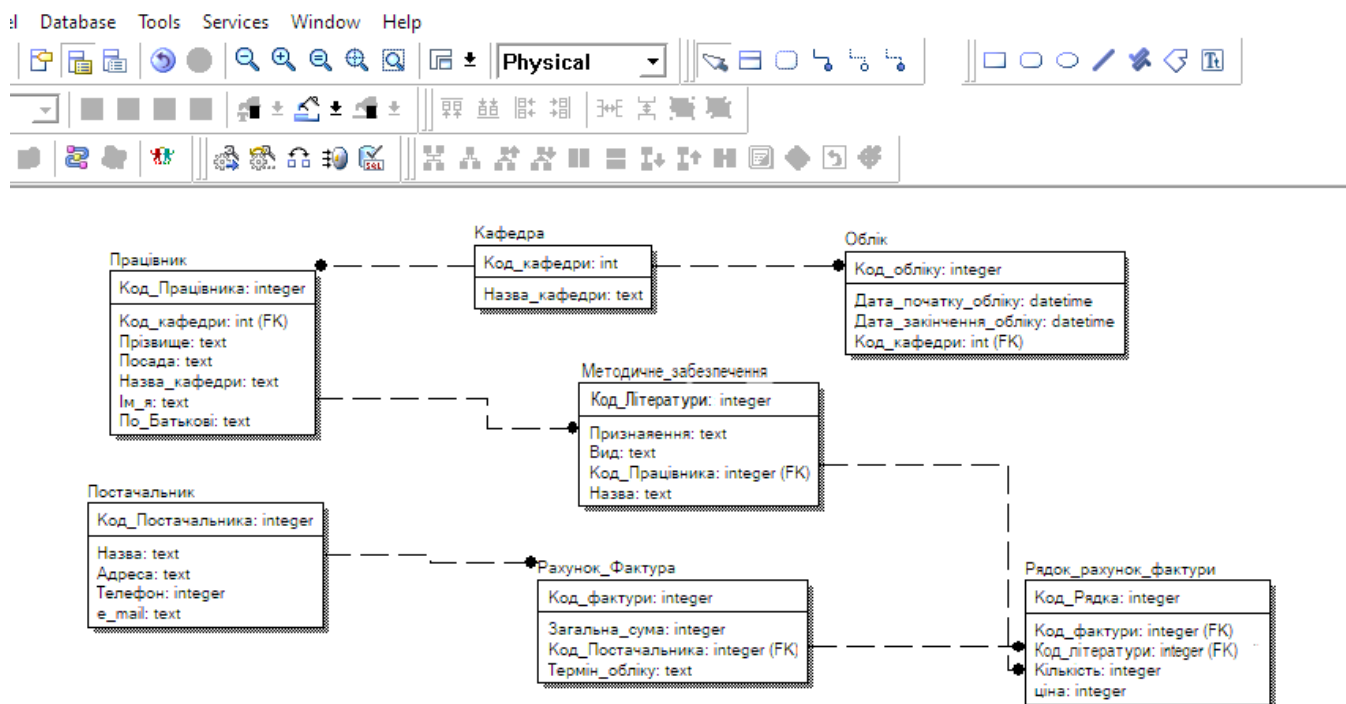 el Database Tools Services Window Help
Physical
Tt
SQL
Кафедра
Код_кафедри: int
Назва_кафедри: text
Облік
Код_обліку: integer
Дата_початку_обліку: datetime
Дата_закінчення_обліку: datetime
Код_кафедри: int (FK)
Працівник
Код_Працівника: integer
Код_кафедри: int (FK)
Прізвище: text
Посада: text
Назва_кафедри: text
Ім_я: text
По_Батькові: text
Методичне_забезпечення
Код_Літератури: integer
Признаяення: text
Вид: text
Код_Працівника: integer (FK)
Назва: text
Постачальник
Код_Постачальника: integer
Назва: text
Адреса: text
Телефон: integer
e_mail: text
Рахунок_Фактура
Код_фактури: integer
Загальна_сума: integer
Код_Постачальника: integer (FK)
Термін_обліку: text
Рядок_рахунок_фактури
Код_Рядка: integer
Код_фактури: integer (FK)
Код_літератури: integer (FK)
Кількість: integer
ціна: integer